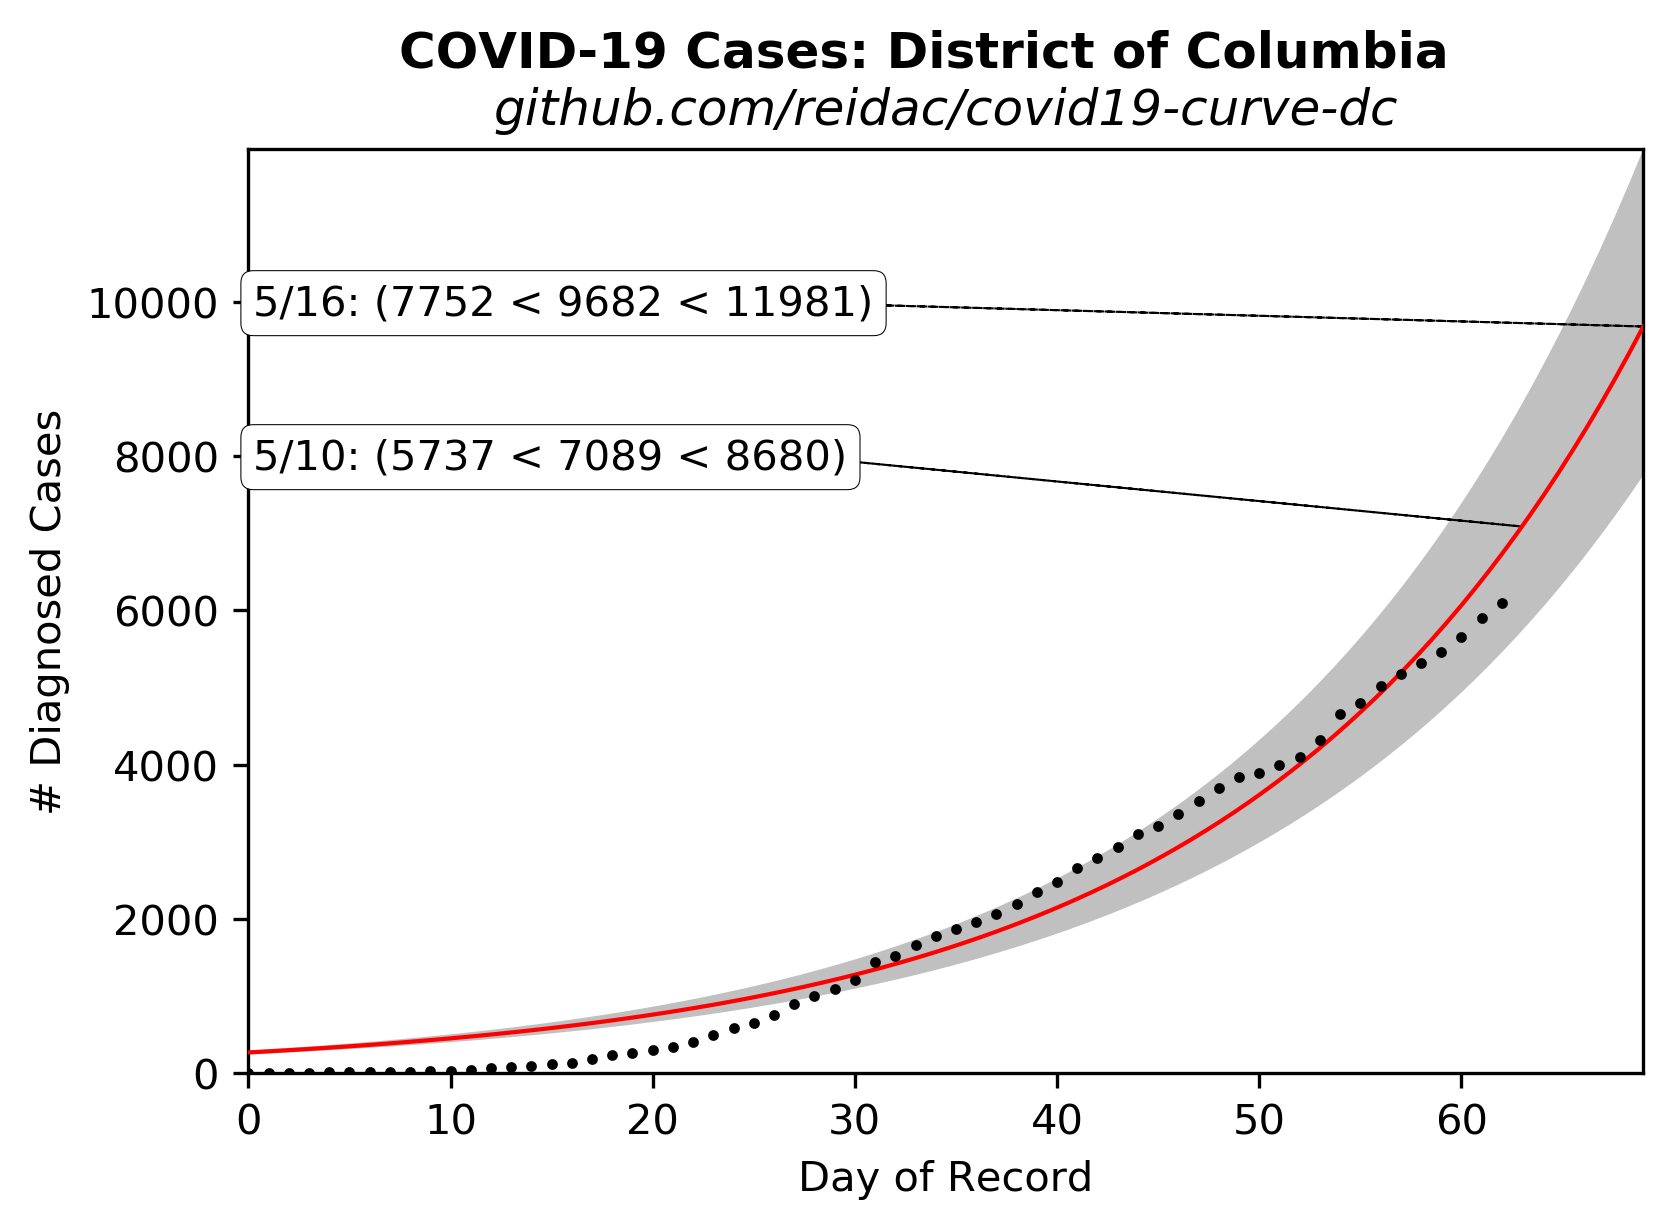 COVID-19 Cases: District of Columbia
github.com/reidac/covid19-curve-dc
# Diagnosed Cases
10000
8000
6000
4000
2000
0
5/16: (7752 < 9682 < 11981)
5/10: (5737 < 7089 < 8680)
0 10 20 30 40 50 60
Day of Record